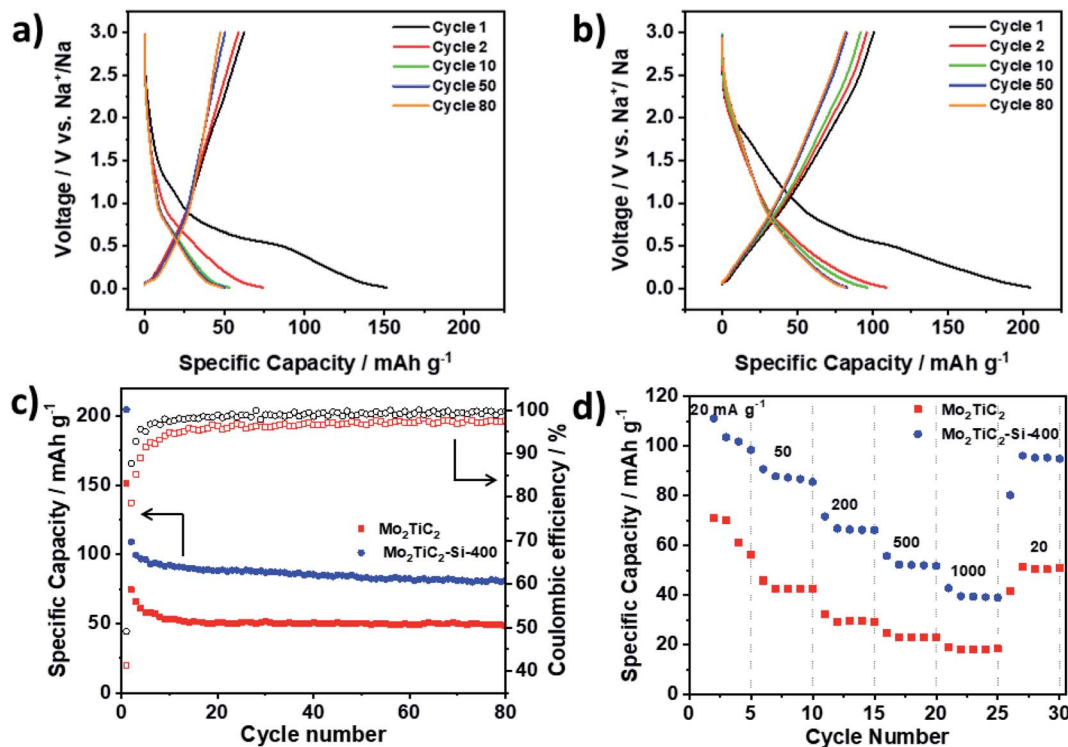 a)
3.0
2.5
2.0
1.5
1.0
0.5
0.0
Voltage / V vs. Na⁺/Na
0 50 100 150 200
Specific Capacity / mAh g⁻¹
Cycle 1
Cycle 2
Cycle 10
Cycle 50
Cycle 80
b)
3.0
2.5
2.0
1.5
1.0
0.5
0.0
Voltage / V vs. Na⁺/ Na
0 50 100 150 200
Specific Capacity / mAh g⁻¹
Cycle 1
Cycle 2
Cycle 10
Cycle 50
Cycle 80
c)
200
150
100
50
0
Specific Capacity / mAh g⁻¹
100
90
80
70
60
50
40
Coulombic efficiency / %
Mo₂TiC₂
Mo₂TiC₂-Si-400
0 20 40 60 80
Cycle number
d)
120
100
80
60
40
20
0
Specific Capacity / mAh g⁻¹
20 mA g⁻¹
50
200
500
1000
20
Mo₂TiC₂
Mo₂TiC₂-Si-400
0 5 10 15 20 25 30
Cycle Number